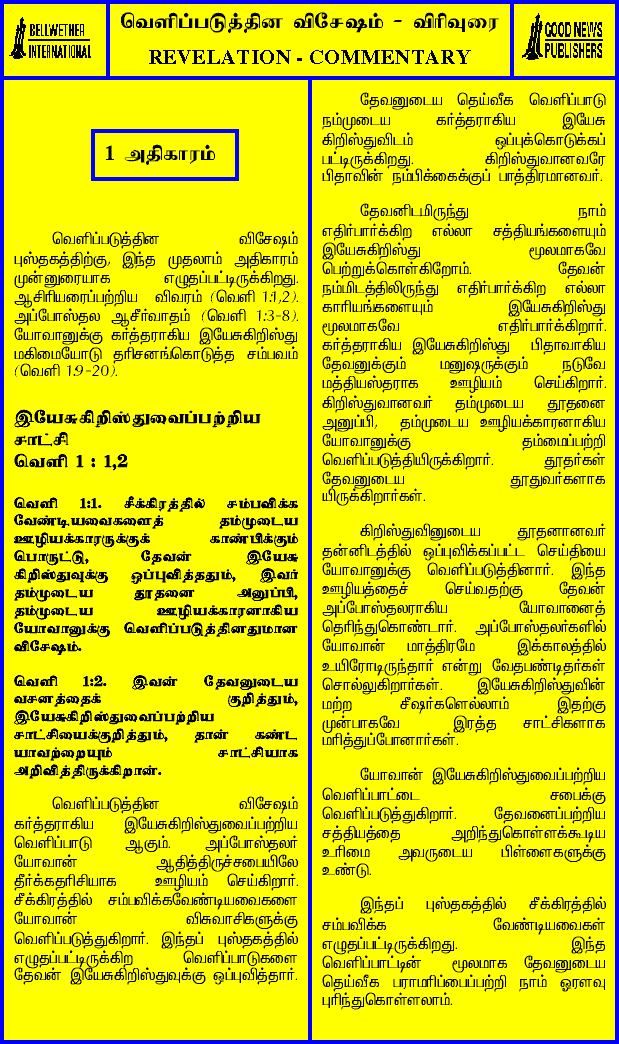 BELLWETHER
INTERNATIONAL
வெளிப்படுத்தின விசேஷம் - விரிவுரை
REVELATION - COMMENTARY
GOOD NEWS
PUBLISHERS
1 அதிகாரம்
வெளிப்படுத்தின விசேஷம்
புஸ்தகத்திற்கு, இந்த முதலாம் அதிகாரம்
முன்னுரையாக எழுதப்பட்டிருக்கிறது.
ஆசிரியரைப்பற்றிய விவரம் (வெளி 1:1,2).
அப்போஸ்தல ஆசீர்வாதம் (வெளி 1:3-8).
யோவானுக்கு கர்த்தராகிய இயேசுகிறிஸ்து
மகிமையோடு தரிசனங்கொடுத்த சம்பவம்
(வெளி 1:9-20).
இயேசுகிறிஸ்துவைப்பற்றிய
சாட்சி
வெளி 1 : 1,2
வெளி 1:1. சீக்கிரத்தில் சம்பவிக்க
வேண்டியவைகளைத் தம்முடைய
ஊழியக்காரருக்குக் காண்பிக்கும்
பொருட்டு, தேவன் இயேசு
கிறிஸ்துவுக்கு ஒப்புவித்ததும், இவர்
தம்முடைய தூதனை அனுப்பி,
தம்முடைய ஊழியக்காரனாகிய
யோவானுக்கு வெளிப்படுத்தினதுமான
விசேஷம்.
வெளி 1:2. இவன் தேவனுடைய
வசனத்தைக் குறித்தும்,
இயேசுகிறிஸ்துவைப்பற்றிய
சாட்சியைக்குறித்தும், தான் கண்ட
யாவற்றையும் சாட்சியாக
அறிவித்திருக்கிறான்.
வெளிப்படுத்தின விசேஷம்
கர்த்தராகிய இயேசுகிறிஸ்துவைப்பற்றிய
வெளிப்பாடு ஆகும். அப்போஸ்தலர்
யோவான் ஆதித்திருச்சபையிலே
தீர்க்கதரிசியாக ஊழியம் செய்கிறார்.
சீக்கிரத்தில் சம்பவிக்கவேண்டியவைகளை
யோவான் விசுவாசிகளுக்கு
வெளிப்படுத்துகிறார். இந்தப் புஸ்தகத்தில்
எழுதப்பட்டிருக்கிற வெளிப்பாடுகளை
தேவன் இயேசுகிறிஸ்துவுக்கு ஒப்புவித்தார்.
தேவனுடைய தெய்வீக வெளிப்பாடு
நம்முடைய கர்த்தராகிய இயேசு
கிறிஸ்துவிடம் ஒப்புக்கொடுக்கப்
பட்டிருக்கிறது. கிறிஸ்துவானவரே
பிதாவின் நம்பிக்கைக்குப் பாத்திரமானவர்.
தேவனிடமிருந்து நாம்
எதிர்பார்க்கிற எல்லா சத்தியங்களையும்
இயேசுகிறிஸ்து மூலமாகவே
பெற்றுக்கொள்கிறோம். தேவன்
நம்மிடத்திலிருந்து எதிர்பார்க்கிற எல்லா
காரியங்களையும் இயேசுகிறிஸ்து
மூலமாகவே எதிர்பார்க்கிறார்.
கர்த்தராகிய இயேசுகிறிஸ்து பிதாவாகிய
தேவனுக்கும் மனுஷருக்கும் நடுவே
மத்தியஸ்தராக ஊழியம் செய்கிறார்.
கிறிஸ்துவானவர் தம்முடைய தூதனை
அனுப்பி, தம்முடைய ஊழியக்காரனாகிய
யோவானுக்கு தம்மைப்பற்றி
வெளிப்படுத்தியிருக்கிறார். தூதர்கள்
தேவனுடைய தூதுவர்களாக
யிருக்கிறார்கள்.
கிறிஸ்துவினுடைய தூதனானவர்
தன்னிடத்தில் ஒப்புவிக்கப்பட்ட செய்தியை
யோவானுக்கு வெளிப்படுத்தினார். இந்த
ஊழியத்தைச் செய்வதற்கு தேவன்
அப்போஸ்தலராகிய யோவானைத்
தெரிந்துகொண்டார். அப்போஸ்தலர்களில்
யோவான் மாத்திரமே இக்காலத்தில்
உயிரோடிருந்தார் என்று வேதபண்டிதர்கள்
சொல்லுகிறார்கள். இயேசுகிறிஸ்துவின்
மற்ற சீஷர்களெல்லாம் இதற்கு
முன்பாகவே இரத்த சாட்சிகளாக
மரித்துப்போனார்கள்.
யோவான் இயேசுகிறிஸ்துவைப்பற்றிய
வெளிப்பாட்டை சபைக்கு
வெளிப்படுத்துகிறார். தேவனைப்பற்றிய
சத்தியத்தை அறிந்துகொள்ளக்கூடிய
உரிமை அவருடைய பிள்ளைகளுக்கு
உண்டு.
இந்தப் புஸ்தகத்தில் சீக்கிரத்தில்
சம்பவிக்க வேண்டியவைகள்
எழுதப்பட்டிருக்கிறது. இந்த
வெளிப்பாட்டின் மூலமாக தேவனுடைய
தெய்வீக பராமரிப்பைப்பற்றி நாம் ஓரளவு
புரிந்துகொள்ளலாம்.